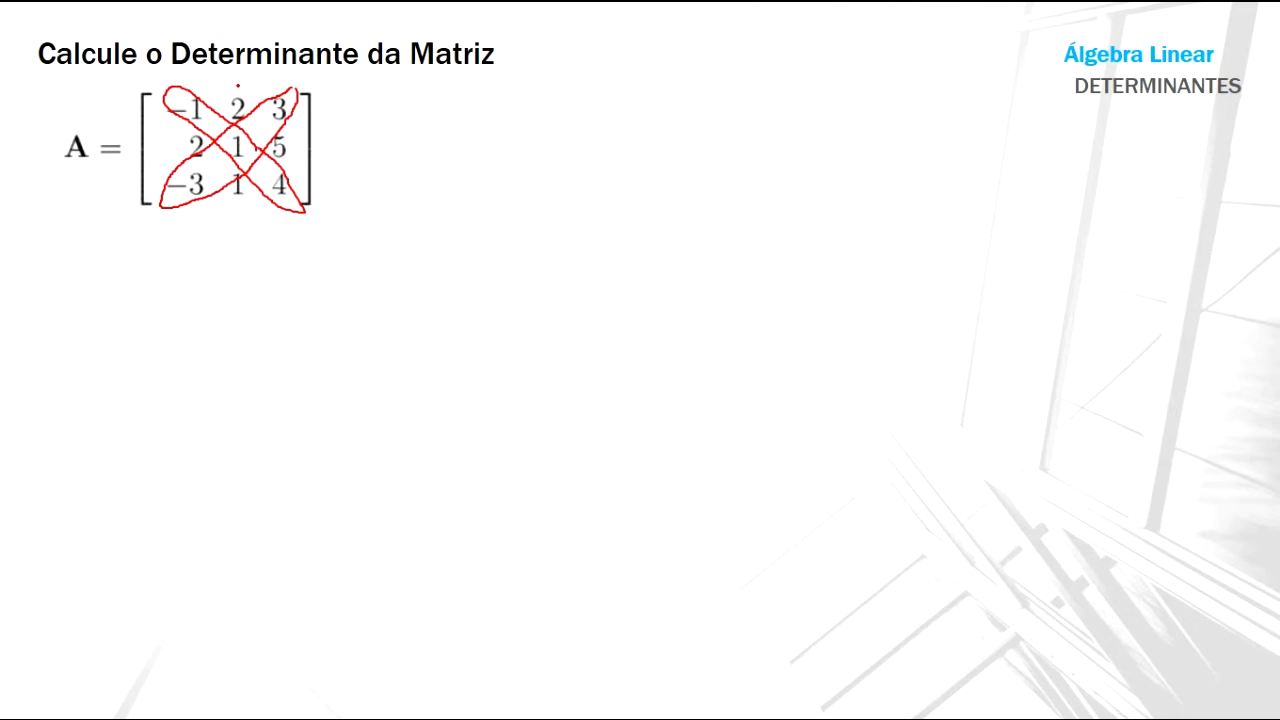 Calcule o Determinante da Matriz
Álgebra Linear
DETERMINANTES
A = [ −1 2 3
2 1 5
−3 1 4 ]